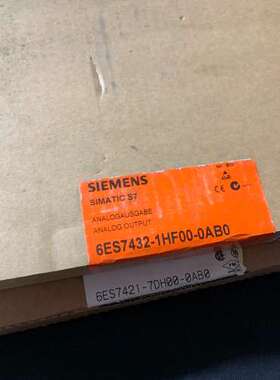 SIEMENS
SIMATIC S7
ANALOGAUSGABE
ANALOG OUTPUT
6ES7432-1HF00-0AB0
6ES7421-7DH00-0AB0